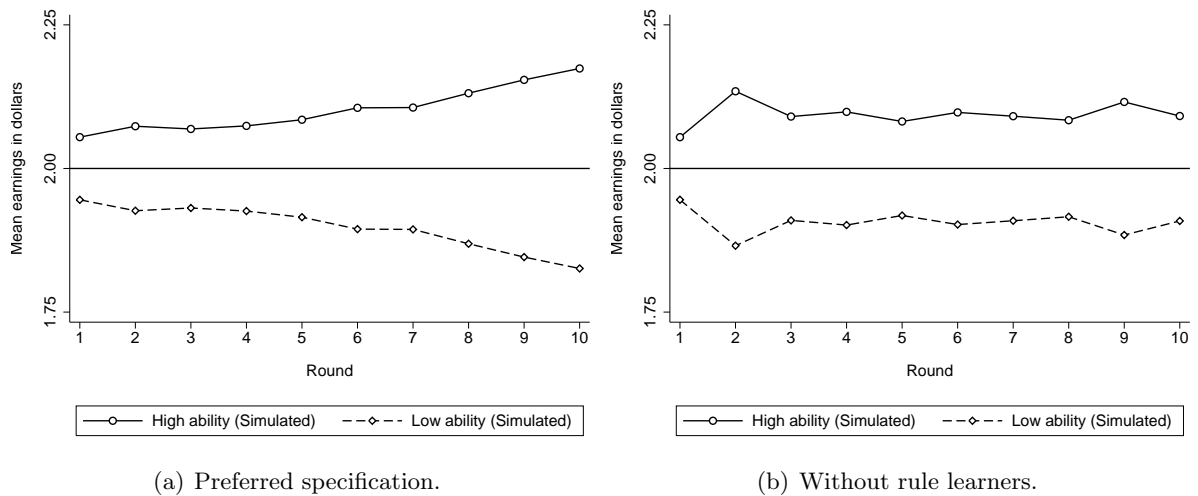 2.25
2.00
1.75
Mean earnings in dollars
1 2 3 4 5 6 7 8 9 10
Round
High ability (Simulated) Low ability (Simulated)
(a) Preferred specification.
2.25
2.00
1.75
Mean earnings in dollars
1 2 3 4 5 6 7 8 9 10
Round
High ability (Simulated) Low ability (Simulated)
(b) Without rule learners.